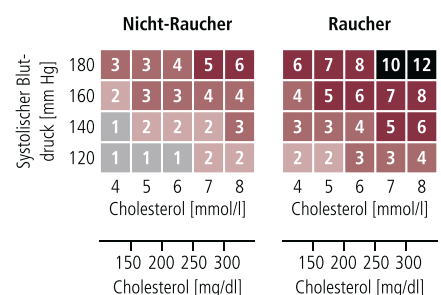 Nicht-Raucher Raucher
Systolischer Blut-
druck [mm Hg]
180 3 3 4 5 6 6 7 8 10 12
160 2 3 3 4 4 4 5 6 7 8
140 1 2 2 2 3 3 3 4 5 6
120 1 1 1 2 2 2 2 3 3 4
4 5 6 7 8 4 5 6 7 8
Cholesterol [mmol/l] Cholesterol [mmol/l]
150 200 250 300 150 200 250 300
Cholesterol [mg/dl] Cholesterol [mg/dl]